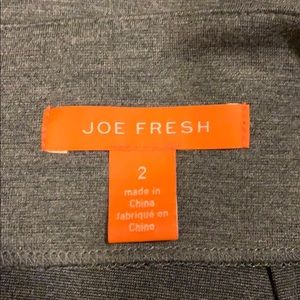 JOE FRESH
2
made in
China
fabriqué en
Chine